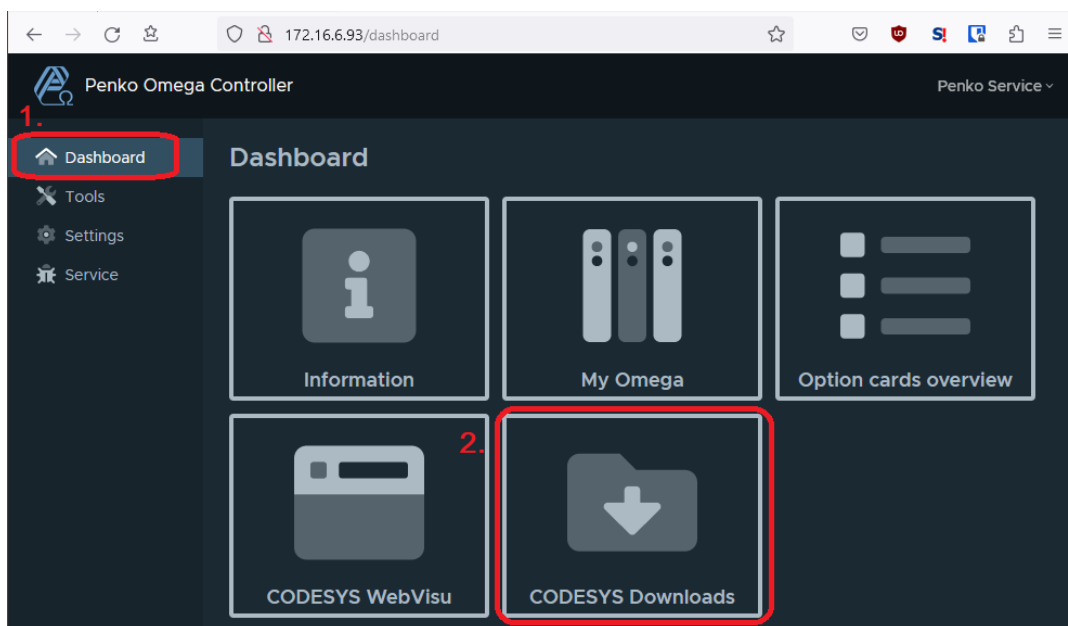 172.16.6.93/dashboard
Penko Omega Controller
Penko Service
1.
Dashboard
Tools
Settings
Service
Dashboard
Information
My Omega
Option cards overview
2.
CODESYS WebVisu
CODESYS Downloads